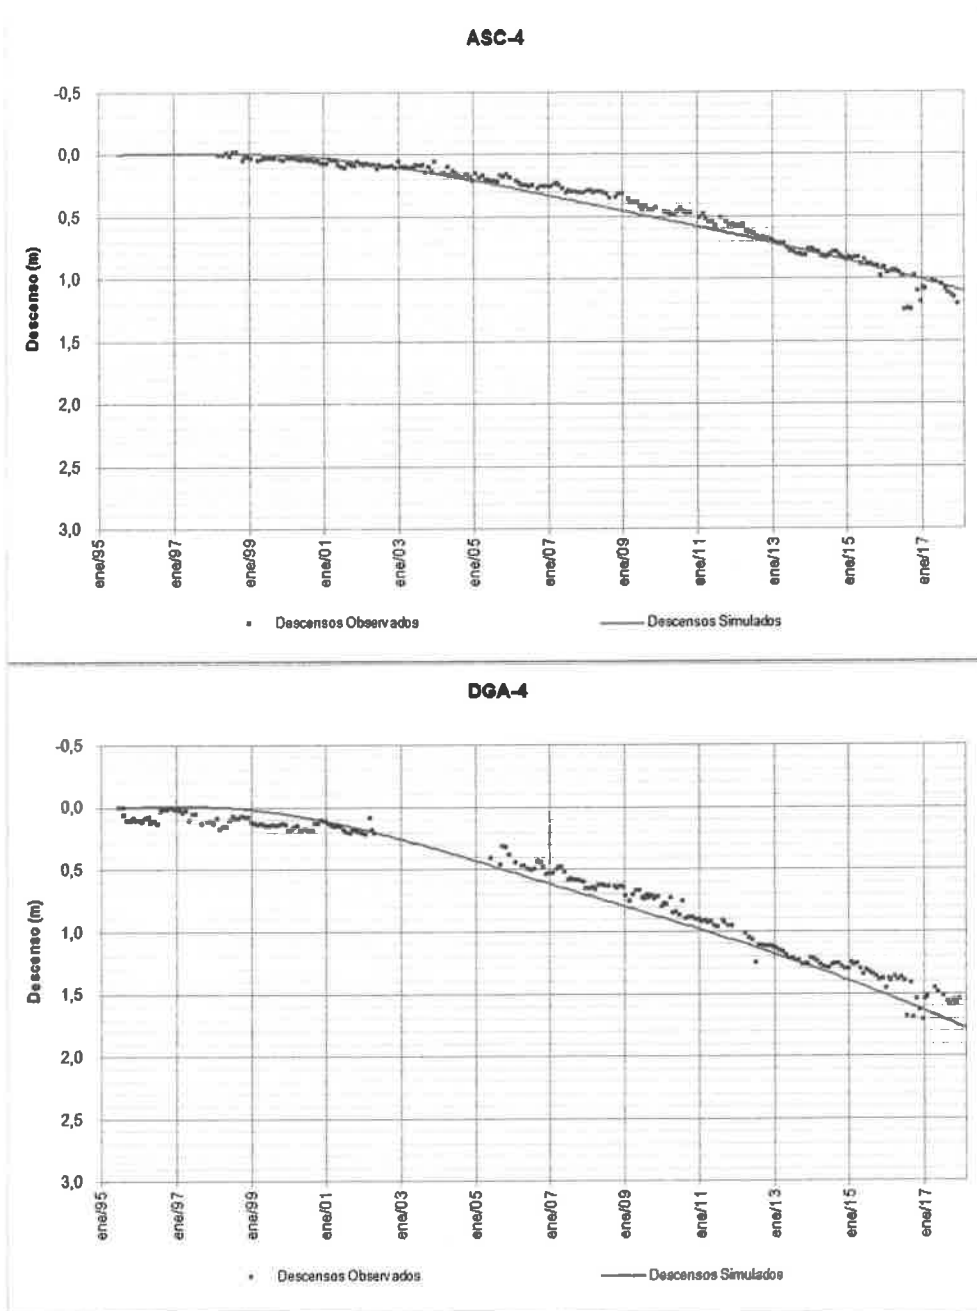 ASC-4
-0,5
0,0
0,5
1,0
1,5
2,0
2,5
3,0
Descenso (m)
ene/95 ene/97 ene/99 ene/01 ene/03 ene/05 ene/07 ene/09 ene/11 ene/13 ene/15 ene/17
Descensos Observados Descensos Simulados
DGA-4
-0,5
0,0
0,5
1,0
1,5
2,0
2,5
3,0
Descenso (m)
ene/95 ene/97 ene/99 ene/01 ene/03 ene/05 ene/07 ene/09 ene/11 ene/13 ene/15 ene/17
Descensos Observados Descensos Simulados